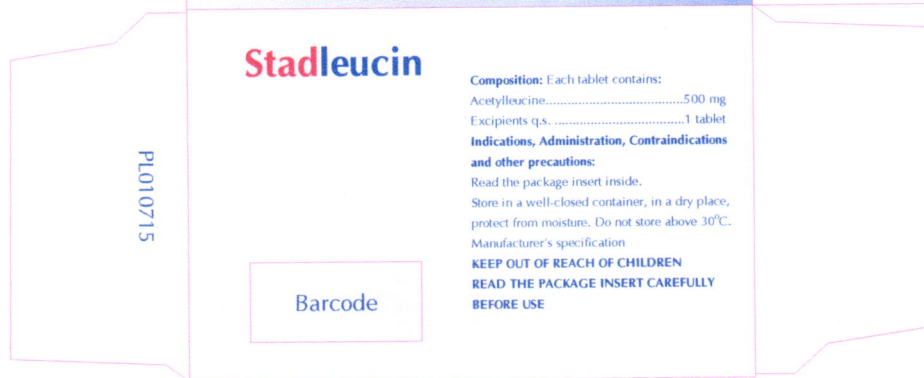 Stadleucin
Composition: Each tablet contains:
Acetylleucine......................................500 mg
Excipients q.s. ....................................1 tablet
Indications, Administration, Contraindications
and other precautions:
Read the package insert inside.
Store in a well-closed container, in a dry place,
protect from moisture. Do not store above 30°C.
Manufacturer's specification
KEEP OUT OF REACH OF CHILDREN
READ THE PACKAGE INSERT CAREFULLY
BEFORE USE
Barcode
PL010715